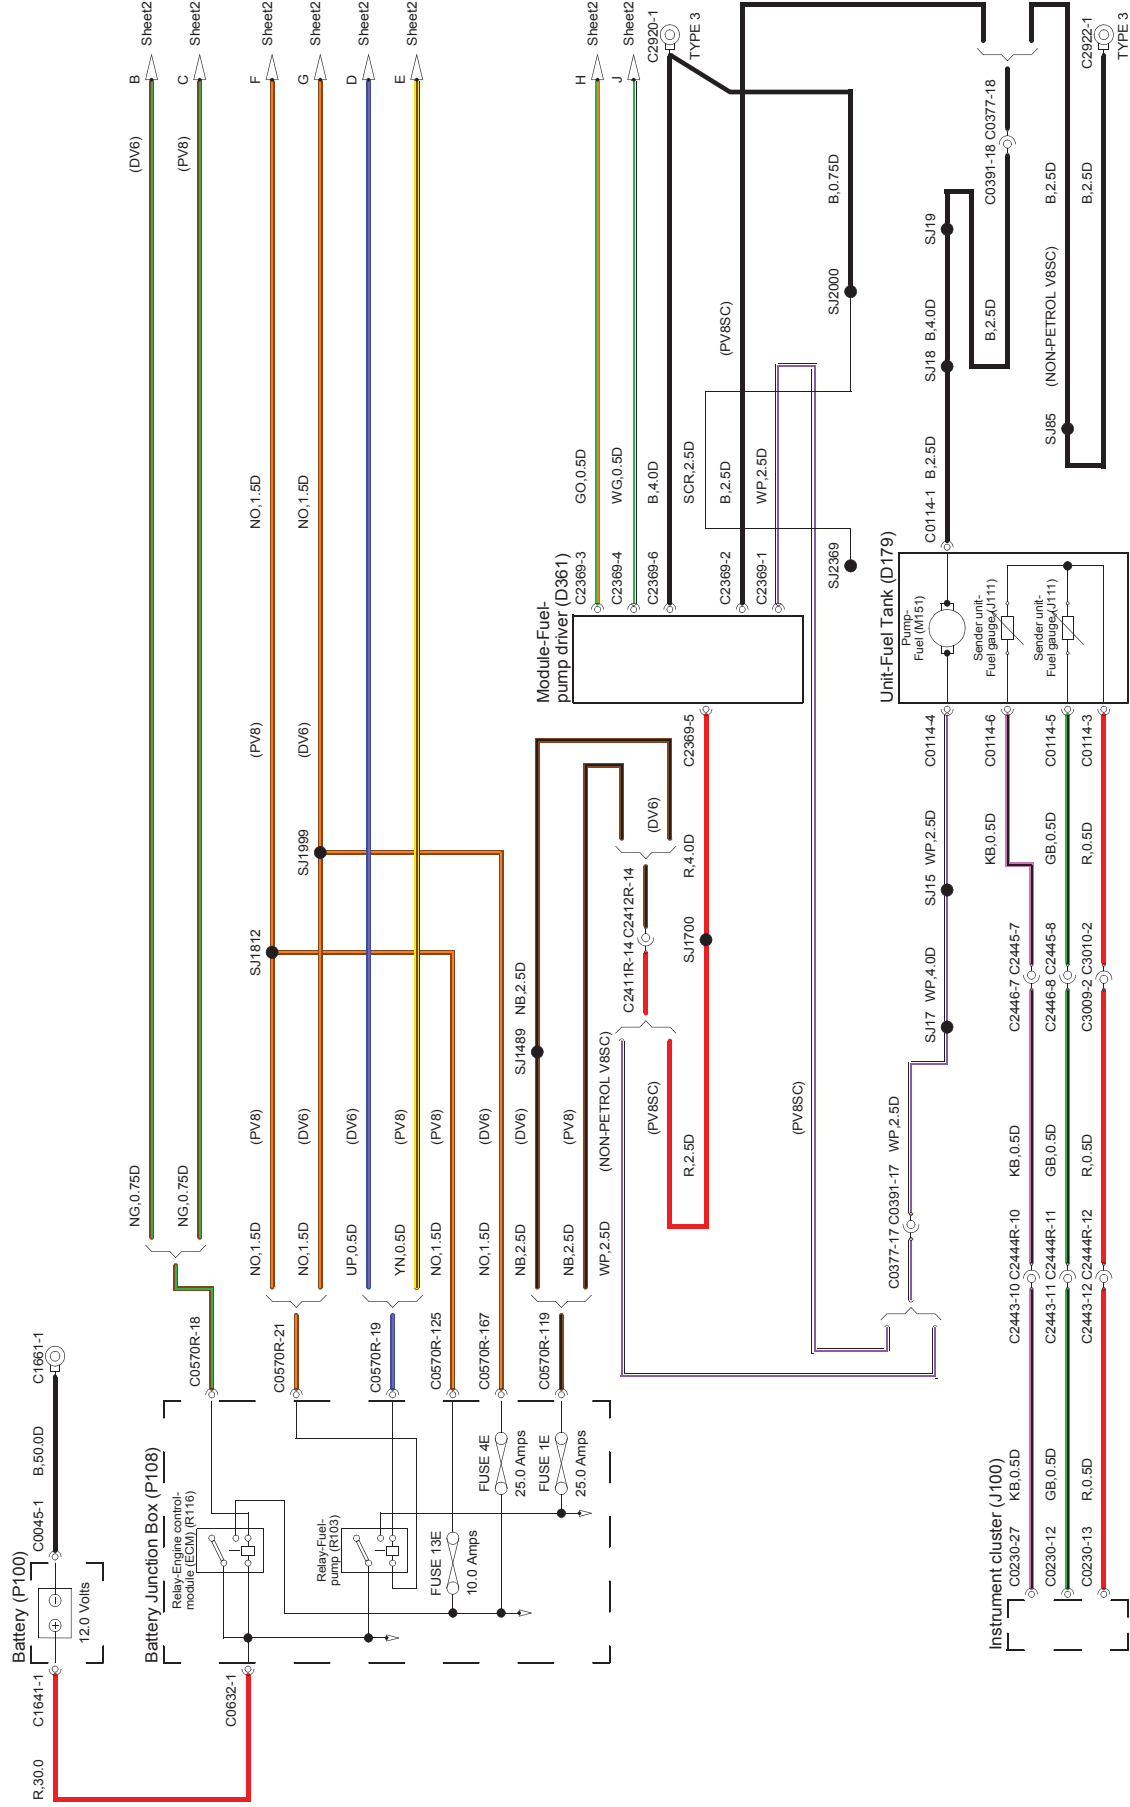 Battery (P100)
12.0 Volts
C1641-1
R,30.0
C0045-1
B,50.0D
C1661-1
C0632-1
Battery Junction Box (P108)
Relay-Engine control-
module (ECM) (R116)
Relay-Fuel-
pump (R103)
FUSE 13E
10.0 Amps
FUSE 4E
25.0 Amps
FUSE 1E
25.0 Amps
C0570R-18
C0570R-21
C0570R-19
C0570R-125
C0570R-167
C0570R-119
NG,0.75D
(DV6)
B
Sheet2
NG,0.75D
(PV8)
C
Sheet2
NO,1.5D
(PV8)
SJ1812
(PV8)
NO,1.5D
F
Sheet2
NO,1.5D
(DV6)
SJ1999
(DV6)
NO,1.5D
G
Sheet2
UP,0.5D
(DV6)
D
Sheet2
YN,0.5D
(PV8)
E
Sheet2
NO,1.5D
(PV8)
NO,1.5D
(DV6)
NB,2.5D
(DV6)
SJ1489
NB,2.5D
NB,2.5D
(PV8)
WP,2.5D
(NON-PETROL V8SC)
C2411R-14
C2412R-14
(DV6)
(PV8SC)
R,2.5D
SJ1700
R,4.0D
C2369-5
Module-Fuel-
pump driver (D361)
C2369-3
GO,0.5D
H
Sheet2
C2369-4
WG,0.5D
J
Sheet2
C2369-6
B,4.0D
C2920-1
TYPE 3
SCR,2.5D
C2369-2
B,2.5D
(PV8SC)
C2369-1
WP,2.5D
SJ2369
SJ2000
B,0.75D
(PV8SC)
C0377-17
C0391-17
WP,2.5D
SJ17
WP,4.0D
SJ15
WP,2.5D
C0114-4
Unit-Fuel Tank (D179)
Pump-
Fuel (M151)
Sender unit-
Fuel gauge (J111)
Sender unit-
Fuel gauge (J111)
C0114-1
B,2.5D
SJ18
B,4.0D
SJ19
B,2.5D
C0391-18
C0377-18
SJ85
(NON-PETROL V8SC)
B,2.5D
B,2.5D
C2922-1
TYPE 3
Instrument cluster (J100)
C0230-27
KB,0.5D
C2443-10
C2444R-10
KB,0.5D
C2446-7
C2445-7
KB,0.5D
C0114-6
C0230-12
GB,0.5D
C2443-11
C2444R-11
GB,0.5D
C2446-8
C2445-8
GB,0.5D
C0114-5
C0230-13
R,0.5D
C2443-12
C2444R-12
R,0.5D
C3009-2
C3010-2
R,0.5D
C0114-3